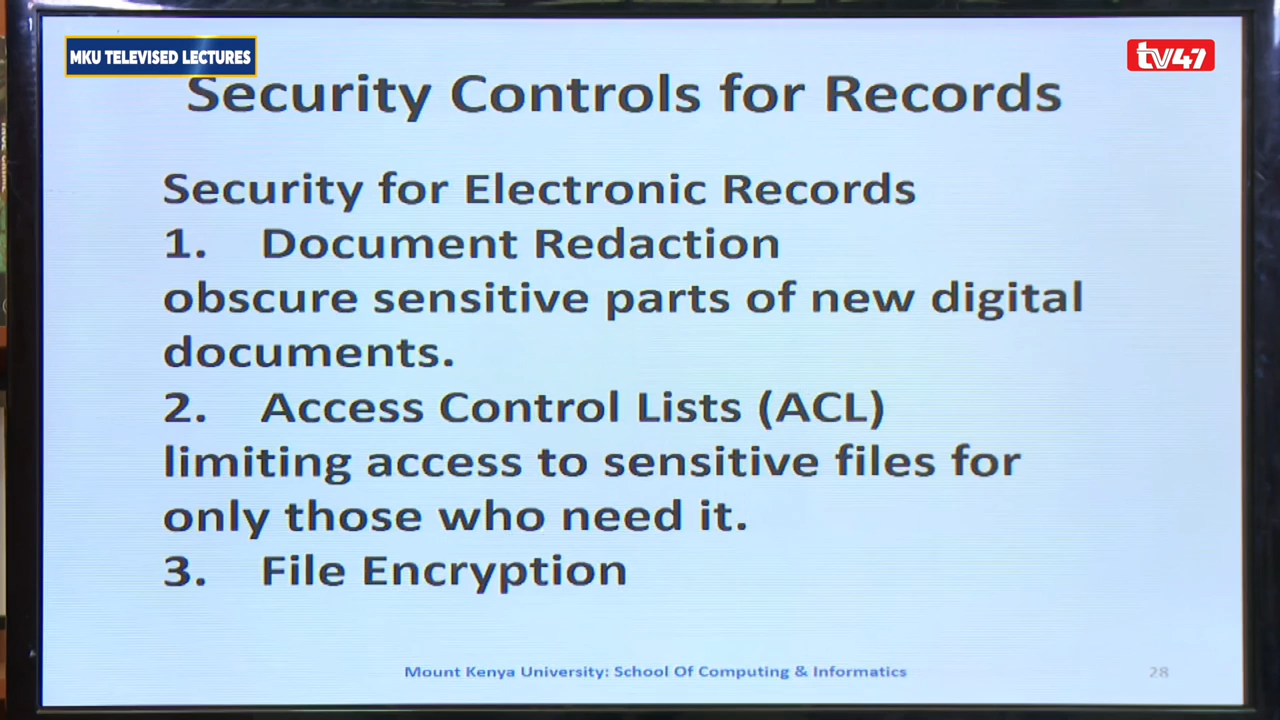 MKU TELEVISED LECTURES
tv47
Security Controls for Records
Security for Electronic Records
1. Document Redaction
obscure sensitive parts of new digital
documents.
2. Access Control Lists (ACL)
limiting access to sensitive files for
only those who need it.
3. File Encryption
Mount Kenya University: School Of Computing & Informatics
28